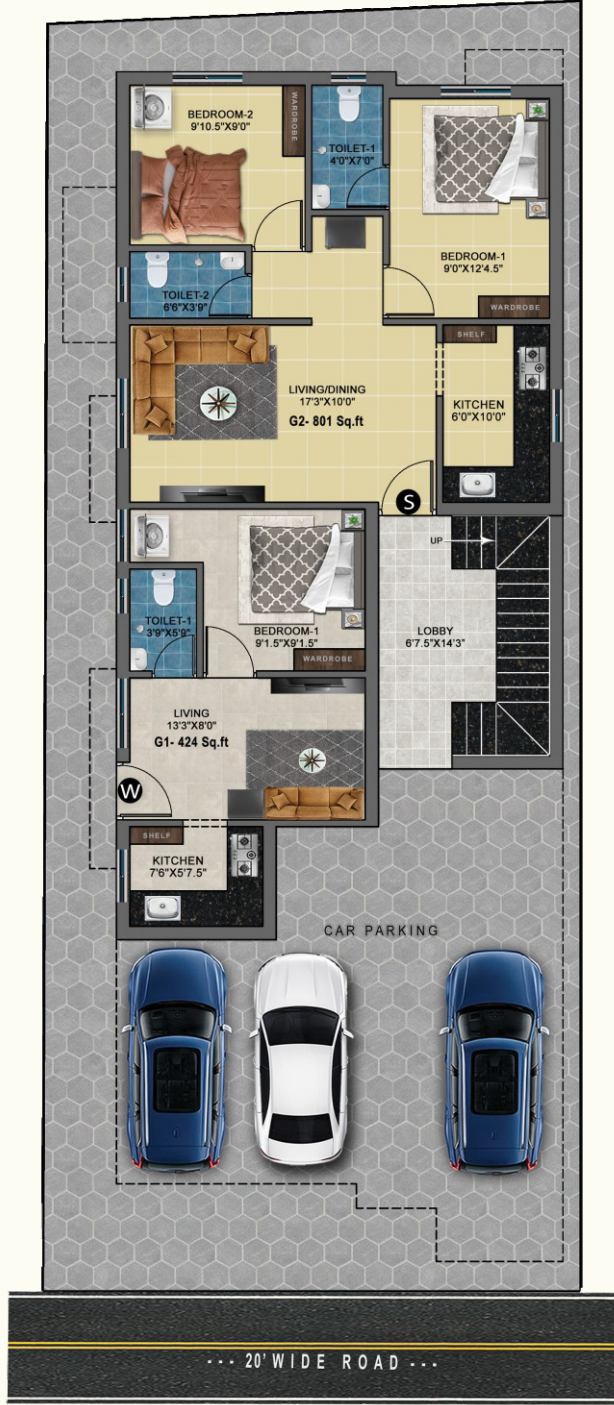 BEDROOM-2
9'10.5"X9'0"
WARDROBE
TOILET-1
4'0"X7'0"
BEDROOM-1
9'0"X12'4.5"
WARDROBE
TOILET-2
6'6"X3'9"
SHELF
LIVING/DINING
17'3"X10'0"
G2- 801 Sq.ft
KITCHEN
6'0"X10'0"
S
UP
TOILET-1
3'9"X5'9"
BEDROOM-1
9'1.5"X9'1.5"
WARDROBE
LOBBY
6'7.5"X14'3"
LIVING
13'3"X8'0"
G1- 424 Sq.ft
W
SHELF
KITCHEN
7'6"X5'7.5"
CAR PARKING
--- 20' WIDE ROAD ---